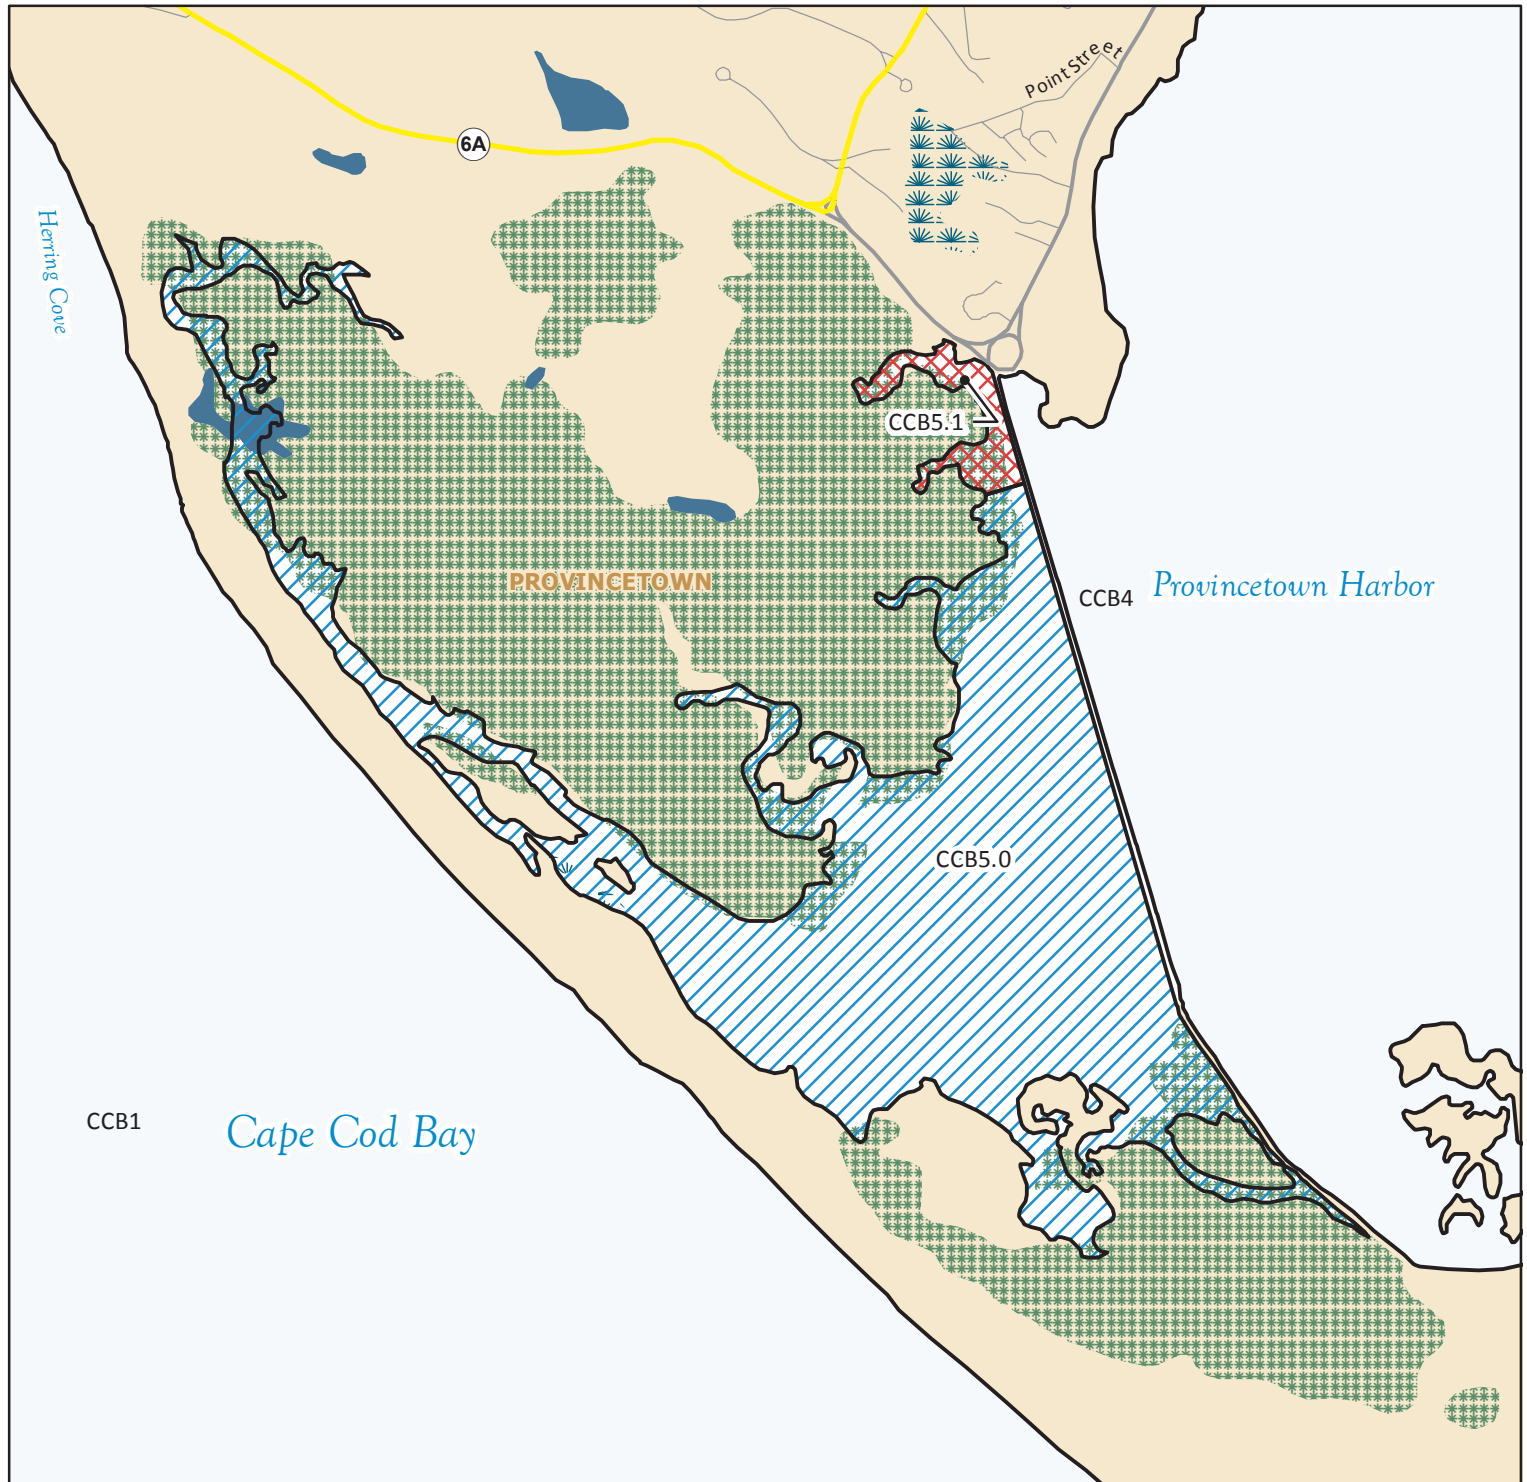 Point Street
6A
Herring Cove
CCB5.1
PROVINCETOWN
CCB4
Provincetown Harbor
CCB5.0
CCB1
Cape Cod Bay